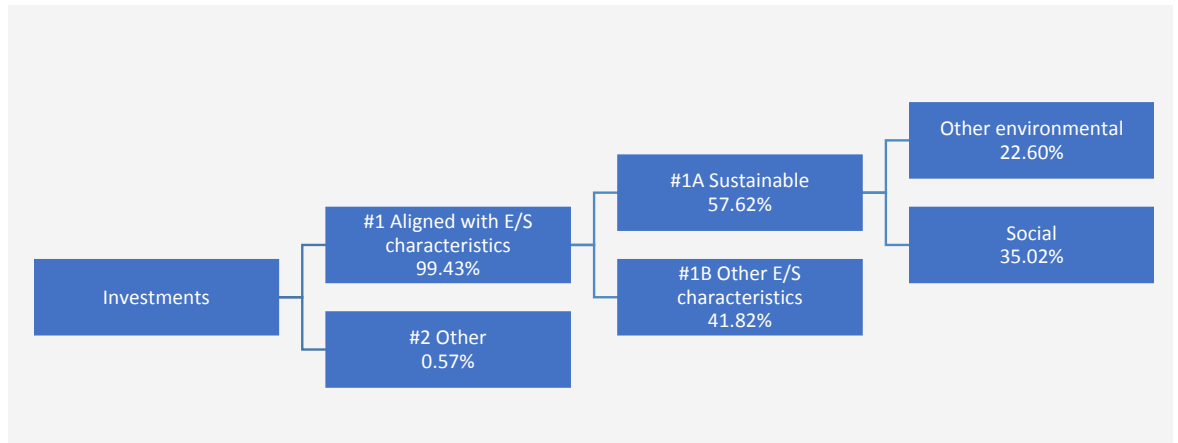 Investments
#1 Aligned with E/S
characteristics
99.43%
#2 Other
0.57%
#1A Sustainable
57.62%
#1B Other E/S
characteristics
41.82%
Other environmental
22.60%
Social
35.02%